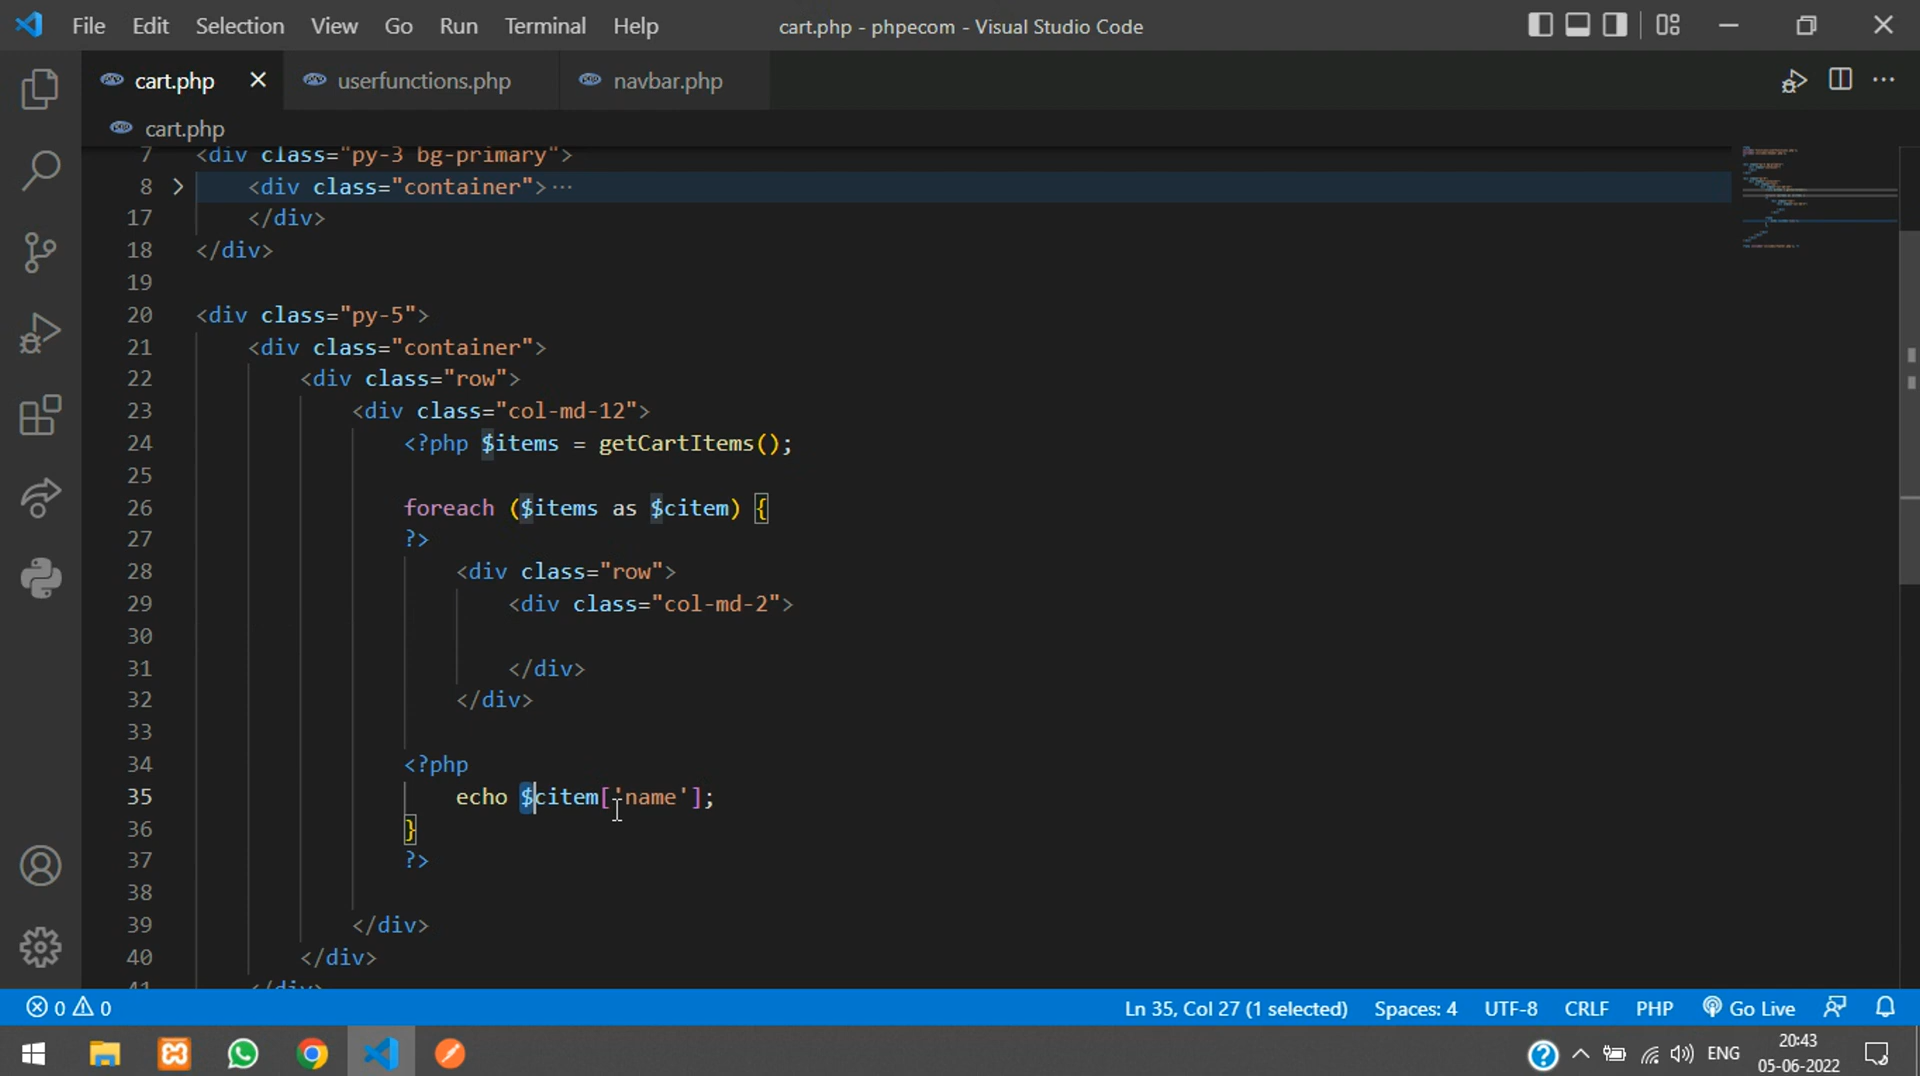 File Edit Selection View Go Run Terminal Help cart.php - phpecom - Visual Studio Code
cart.php userfunctions.php navbar.php
cart.php
7 <div class="py-3 bg-primary">
8 <div class="container"> ···
17 </div>
18 </div>
19
20 <div class="py-5">
21 <div class="container">
22 <div class="row">
23 <div class="col-md-12">
24 <?php $items = getCartItems();
25
26 foreach ($items as $citem) {
27 ?>
28 <div class="row">
29 <div class="col-md-2">
30
31 </div>
32 </div>
33
34 <?php
35 echo $citem['name'];
36 }
37 ?>
38
39 </div>
40 </div>
41 </div>
0 0 Ln 35, Col 27 (1 selected) Spaces: 4 UTF-8 CRLF PHP Go Live
ENG 20:43
05-06-2022